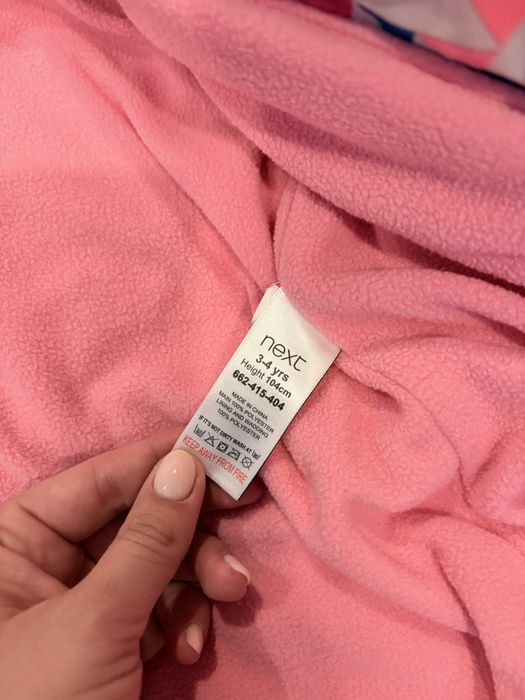 next
3-4 yrs
Height 104cm
662-415-404
MADE IN CHINA
MAIN 100% POLYESTER
LINING AND WADDING
100% POLYESTER
IF IT'S NOT DIRTY WASH AT
KEEP AWAY FROM FIRE